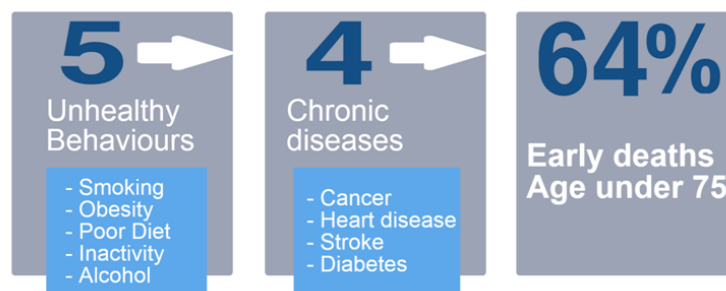 5
Unhealthy
Behaviours
- Smoking
- Obesity
- Poor Diet
- Inactivity
- Alcohol
4
Chronic
diseases
- Cancer
- Heart disease
- Stroke
- Diabetes
64%
Early deaths
Age under 75